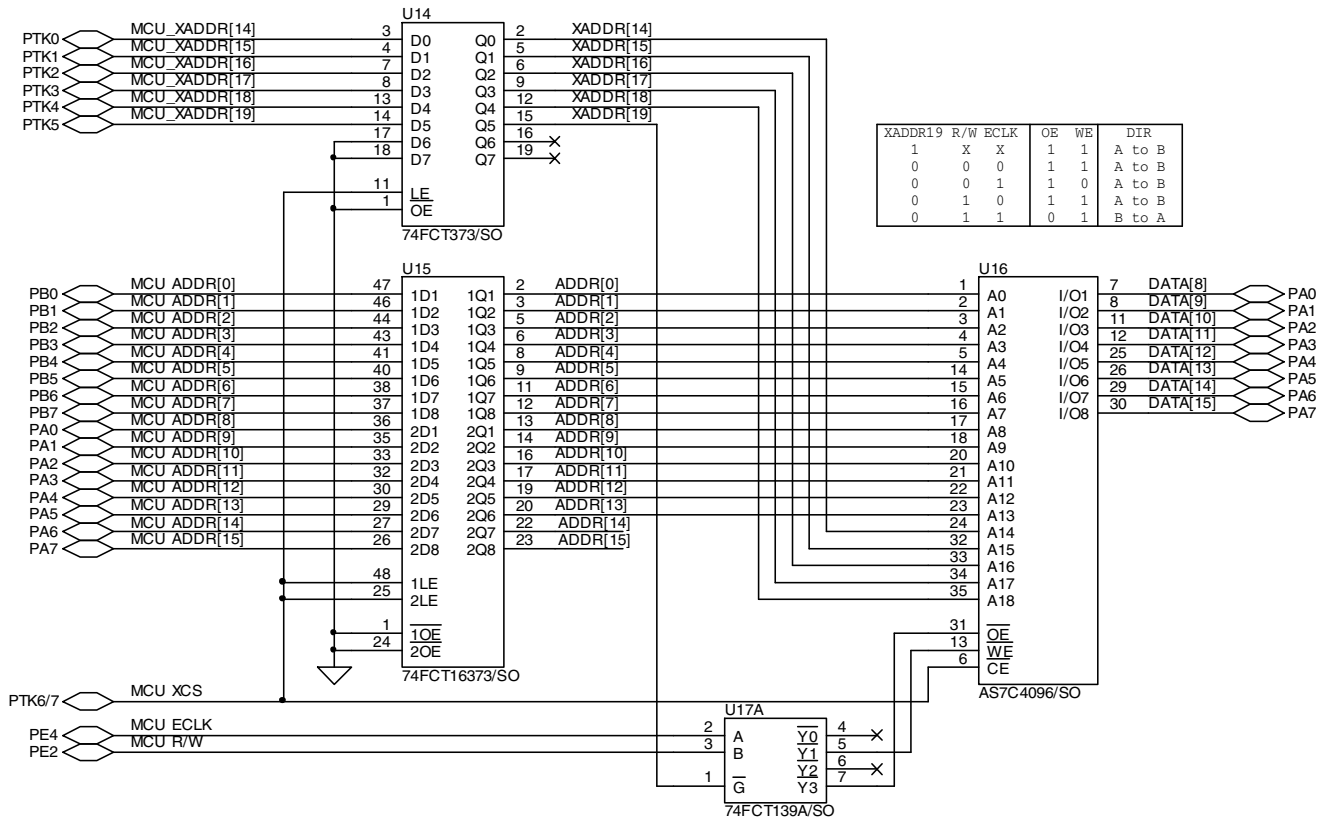 U14
PTK0 MCU_XADDR[14] 3 D0 Q0 2 XADDR[14]
PTK1 MCU_XADDR[15] 4 D1 Q1 5 XADDR[15]
PTK2 MCU_XADDR[16] 7 D2 Q2 6 XADDR[16]
PTK3 MCU_XADDR[17] 8 D3 Q3 9 XADDR[17]
PTK4 MCU_XADDR[18] 13 D4 Q4 12 XADDR[18]
PTK5 MCU_XADDR[19] 14 D5 Q5 15 XADDR[19]
17 D6 Q6 16
18 D7 Q7 19
11 LE
1 OE
74FCT373/SO
XADDR19 R/W ECLK OE WE DIR
1 X X 1 1 A to B
0 0 0 1 1 A to B
0 0 1 1 0 A to B
0 1 0 1 1 A to B
0 1 1 0 1 B to A
U15
PB0 MCU ADDR[0] 47 1D1 1Q1 2 ADDR[0]
PB1 MCU ADDR[1] 46 1D2 1Q2 3 ADDR[1]
PB2 MCU ADDR[2] 44 1D3 1Q3 5 ADDR[2]
PB3 MCU ADDR[3] 43 1D4 1Q4 6 ADDR[3]
PB4 MCU ADDR[4] 41 1D5 1Q5 8 ADDR[4]
PB5 MCU ADDR[5] 40 1D6 1Q6 9 ADDR[5]
PB6 MCU ADDR[6] 38 1D7 1Q7 11 ADDR[6]
PB7 MCU ADDR[7] 37 1D8 1Q8 12 ADDR[7]
PA0 MCU ADDR[8] 36 2D1 2Q1 13 ADDR[8]
PA1 MCU ADDR[9] 35 2D2 2Q2 14 ADDR[9]
PA2 MCU ADDR[10] 33 2D3 2Q3 16 ADDR[10]
PA3 MCU ADDR[11] 32 2D4 2Q4 17 ADDR[11]
PA4 MCU ADDR[12] 30 2D5 2Q5 19 ADDR[12]
PA5 MCU ADDR[13] 29 2D6 2Q6 20 ADDR[13]
PA6 MCU ADDR[14] 27 2D7 2Q7 22 ADDR[14]
PA7 MCU ADDR[15] 26 2D8 2Q8 23 ADDR[15]
48 1LE
25 2LE
1 1OE
24 2OE
74FCT16373/SO
U16
1 A0 I/O1 7 DATA[8] PA0
2 A1 I/O2 8 DATA[9] PA1
3 A2 I/O3 11 DATA[10] PA2
4 A3 I/O4 12 DATA[11] PA3
5 A4 I/O5 25 DATA[12] PA4
14 A5 I/O6 26 DATA[13] PA5
15 A6 I/O7 29 DATA[14] PA6
16 A7 I/O8 30 DATA[15] PA7
17 A8
18 A9
20 A10
21 A11
22 A12
23 A13
24 A14
32 A15
33 A16
34 A17
35 A18
31 OE
13 WE
6 CE
AS7C4096/SO
PTK6/7 MCU XCS
PE4 MCU ECLK
PE2 MCU R/W
U17A
2 A Y0 4
3 B Y1 5
Y2 6
1 G Y3 7
74FCT139A/SO